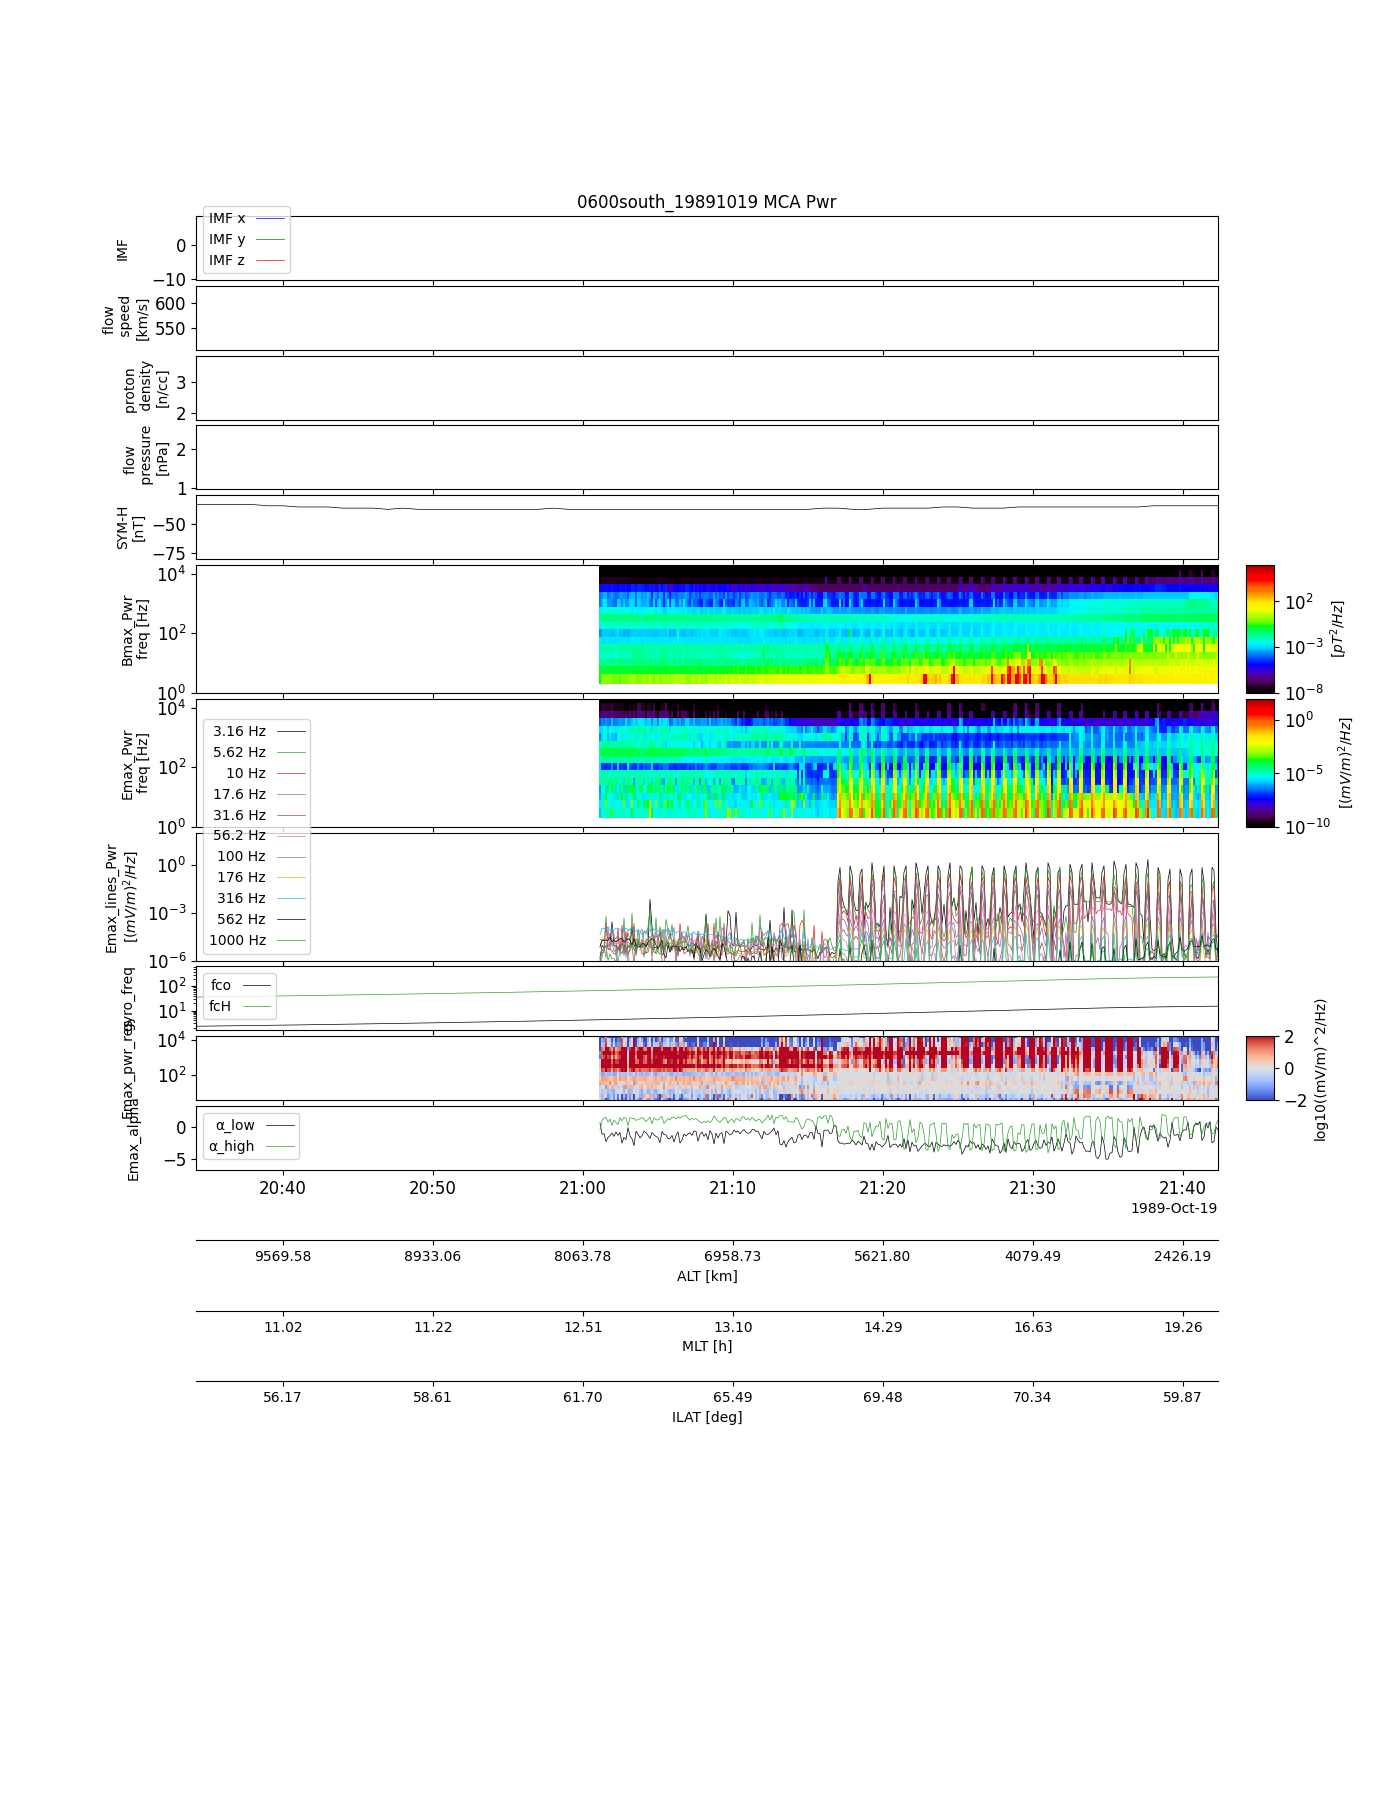 0600south_19891019 MCA Pwr
IMF
0
−10
IMF x
IMF y
IMF z
flow
speed
[km/s]
600
550
proton
density
[n/cc]
3
2
flow
pressure
[nPa]
2
1
SYM-H
[nT]
−50
−75
Bmax_Pwr
freq [Hz]
10^4
10^2
10^0
10^2
10^−3
10^−8
[pT^2/Hz]
Emax_Pwr
freq [Hz]
10^4
10^2
10^0
10^0
10^−5
10^−10
[(mV/m)^2/Hz]
3.16 Hz
5.62 Hz
10 Hz
17.6 Hz
31.6 Hz
56.2 Hz
100 Hz
176 Hz
316 Hz
562 Hz
1000 Hz
Emax_lines_Pwr
[(mV/m)^2/Hz]
10^0
10^−3
10^−6
gyro_freq
10^2
10^1
fco
fcH
10^4
10^2
2
0
−2
log10((mV/m)^2/Hz)
Emax_alpha
0
−5
α_low
α_high
20:40 20:50 21:00 21:10 21:20 21:30 21:40
1989-Oct-19
9569.58 8933.06 8063.78 6958.73 5621.80 4079.49 2426.19
ALT [km]
11.02 11.22 12.51 13.10 14.29 16.63 19.26
MLT [h]
56.17 58.61 61.70 65.49 69.48 70.34 59.87
ILAT [deg]